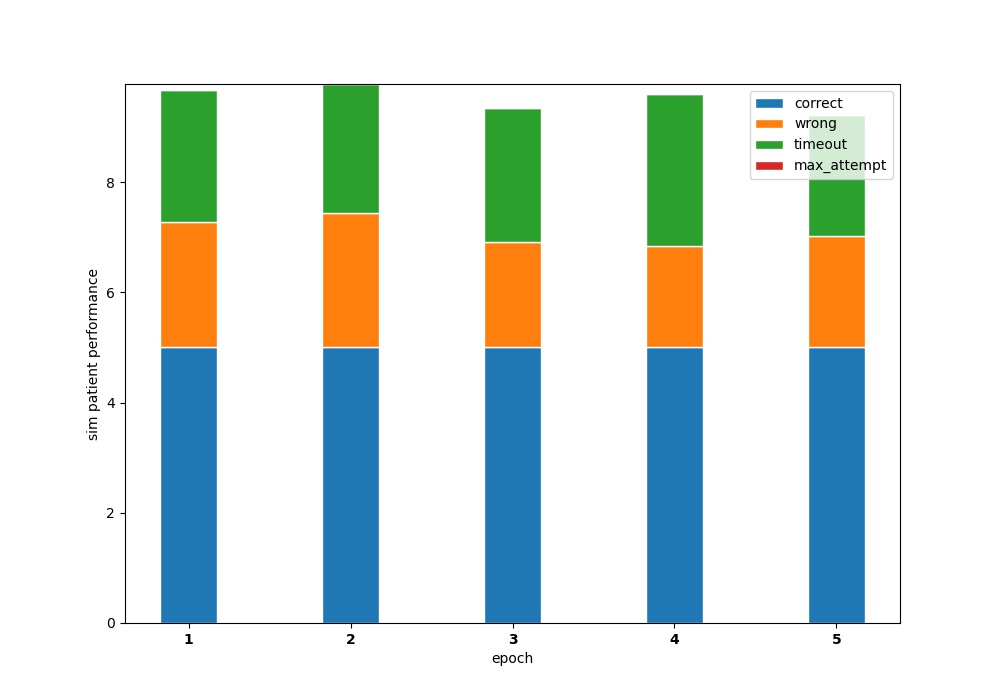 correct
wrong
timeout
max_attempt
8
6
4
2
0
sim patient performance
1 2 3 4 5
epoch